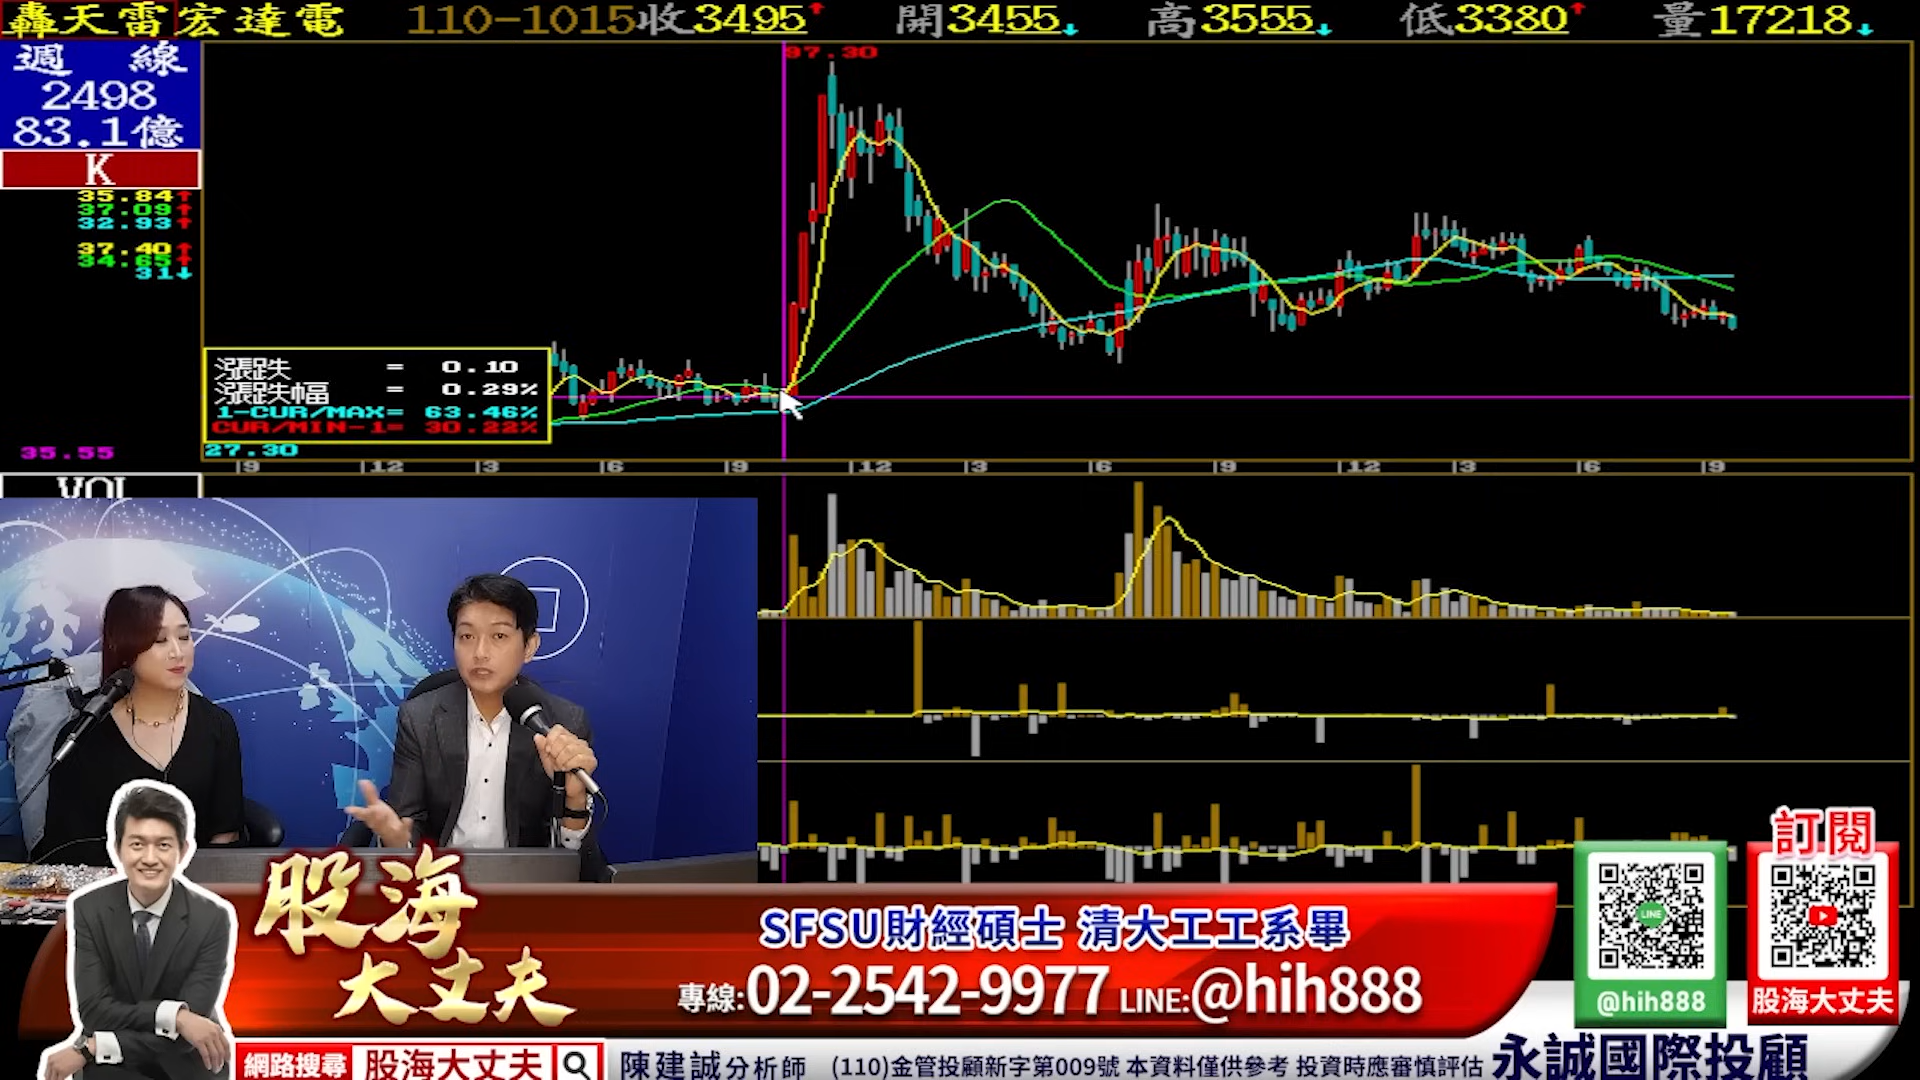 轟天雷宏達電 110-1015收3495↑ 開3455↓ 高3555↓ 低3380↑ 量17218↓
週 線
2498
83.1億
K
35.84↑
37.09↑
32.93↑
37.40↑
34.65↑
31↓
97.30
漲跌 = 0.10
漲跌幅 = 0.29%
1-CUR/MAX= 63.46%
CUR/MIN-1= 30.22%
35.55
27.30
9 12 3 6 9 12 3 6 9 12 3 6 9
VOL
股海
大丈夫
SFSU財經碩士 清大工工系畢
專線:02-2542-9977 LINE:@hih888
LINE
@hih888
訂閱
股海大丈夫
網路搜尋 股海大丈夫
陳建誠分析師 (110)金管投顧新字第009號 本資料僅供參考 投資時應審慎評估
永誠國際投顧